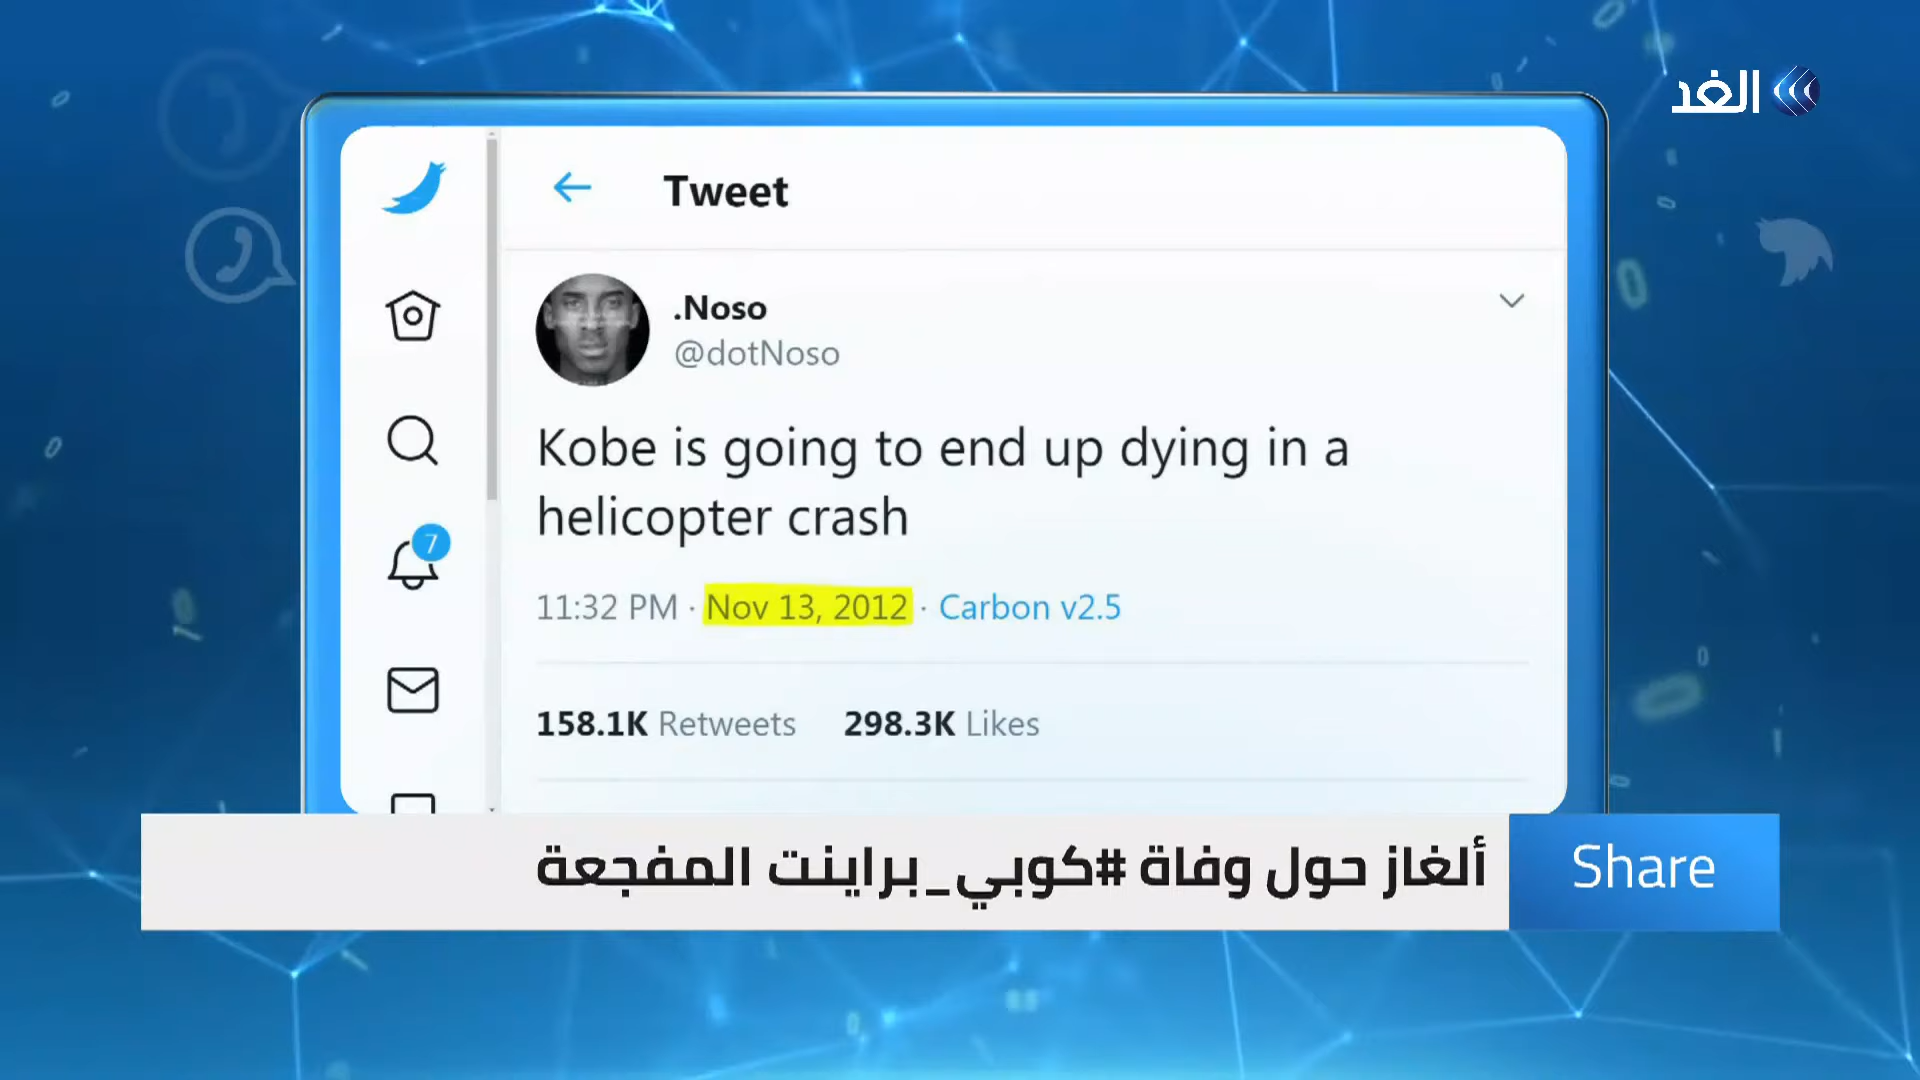 الغد
Tweet
.Noso
@dotNoso
Kobe is going to end up dying in a
helicopter crash
7
11:32 PM · Nov 13, 2012 · Carbon v2.5
158.1K Retweets 298.3K Likes
ألغاز حول وفاة #كوبي_براينت المفجعة
Share